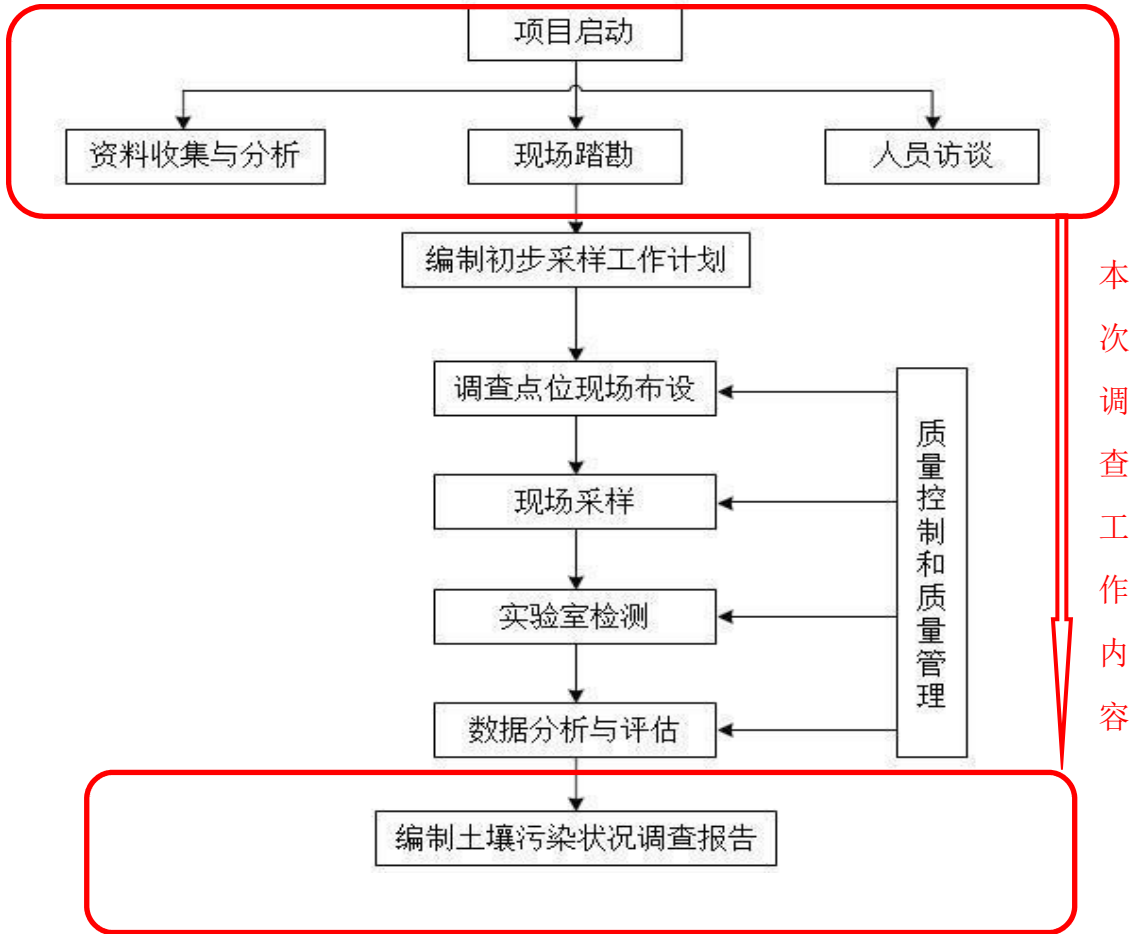 项目启动
资料收集与分析
现场踏勘
人员访谈
编制初步采样工作计划
调查点位现场布设
现场采样
实验室检测
数据分析与评估
编制土壤污染状况调查报告
质量控制和质量管理
本次调查工作内容